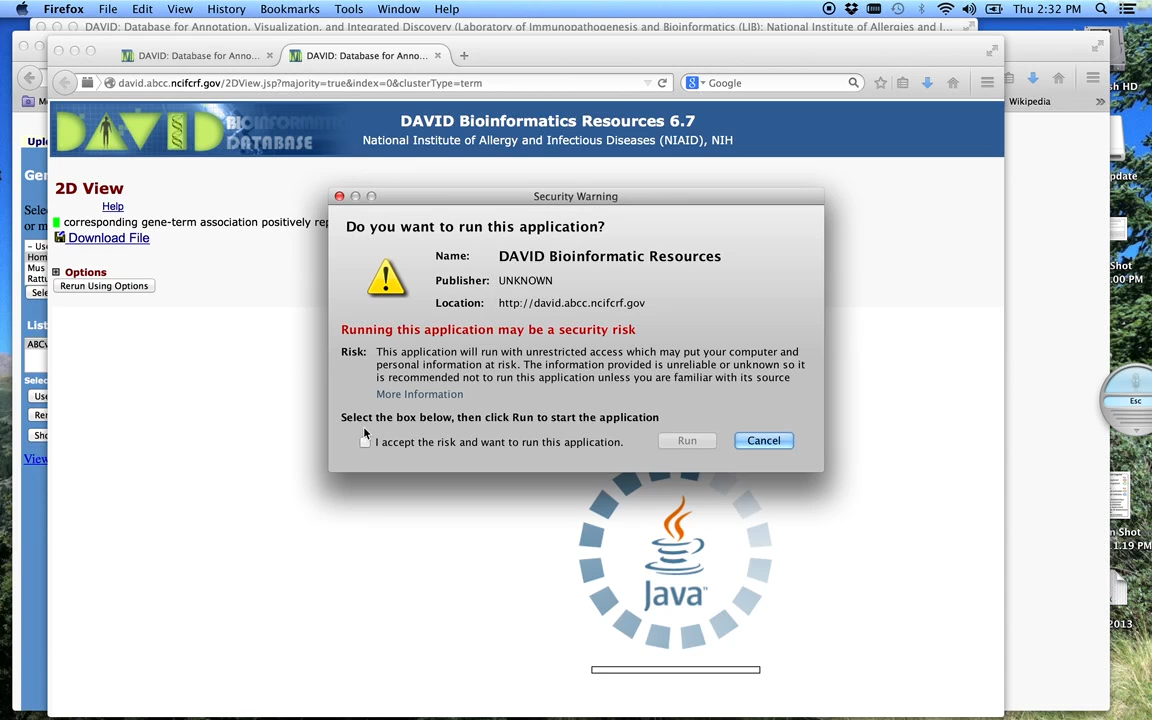 Firefox File Edit View History Bookmarks Tools Window Help Thu 2:32 PM
DAVID: Database for Annotation, Visualization, and Integrated Discovery (Laboratory of Immunopathogenesis and Bioinformatics (LIB): National Institute of Allergies and I...
DAVID: Database for Anno... DAVID: Database for Anno...
david.abcc.ncifcrf.gov/2DView.jsp?majority=true&index=0&clusterType=term Google
Wikipedia
DAVID BIOINFORMATICS DATABASE
DAVID Bioinformatics Resources 6.7
National Institute of Allergy and Infectious Diseases (NIAID), NIH
2D View
Help
corresponding gene-term association positively
Download File
Options
Rerun Using Options
Security Warning
Do you want to run this application?
Name: DAVID Bioinformatic Resources
Publisher: UNKNOWN
Location: http://david.abcc.ncifcrf.gov
Running this application may be a security risk
Risk: This application will run with unrestricted access which may put your computer and
personal information at risk. The information provided is unreliable or unknown so it
is recommended not to run this application unless you are familiar with its source
More Information
Select the box below, then click Run to start the application
I accept the risk and want to run this application.
Run Cancel
Java
Esc
Shot
1.19 PM
2013